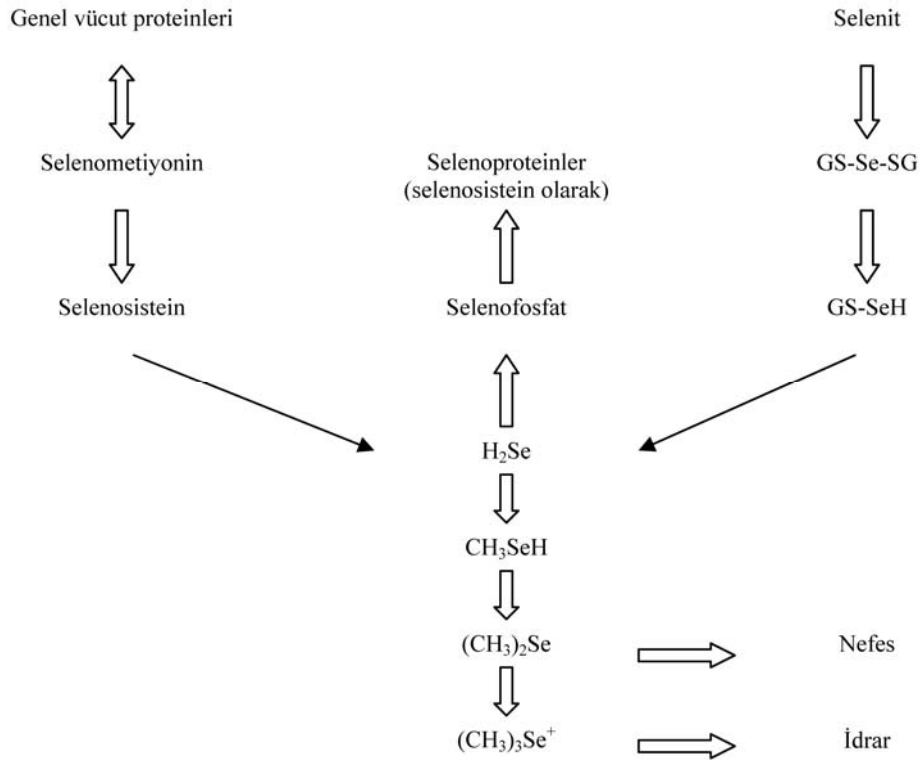 Genel vücut proteinleri
Selenit
Selenometiyonin
Selenoproteinler
(selenosistein olarak)
GS-Se-SG
Selenosistein
Selenofosfat
GS-SeH
H₂Se
CH₃SeH
(CH₃)₂Se
Nefes
(CH₃)₃Se⁺
İdrar